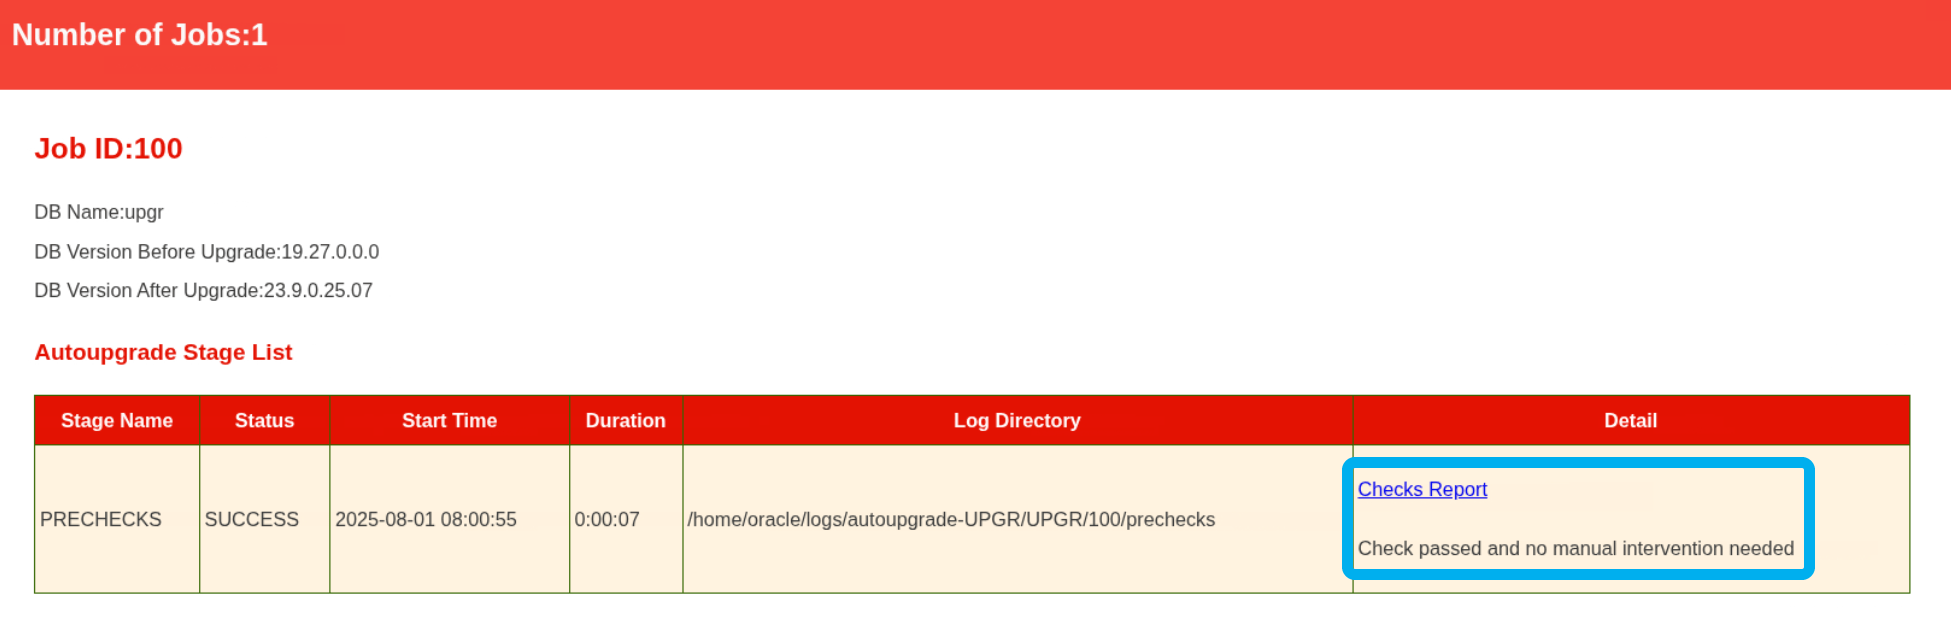 Number of Jobs:1
Job ID:100
DB Name:upgr
DB Version Before Upgrade:19.27.0.0.0
DB Version After Upgrade:23.9.0.25.07
Autoupgrade Stage List
Stage Name Status Start Time Duration Log Directory Detail
Checks Report
PRECHECKS SUCCESS 2025-08-01 08:00:55 0:00:07 /home/oracle/logs/autoupgrade-UPGR/UPGR/100/prechecks
Check passed and no manual intervention needed